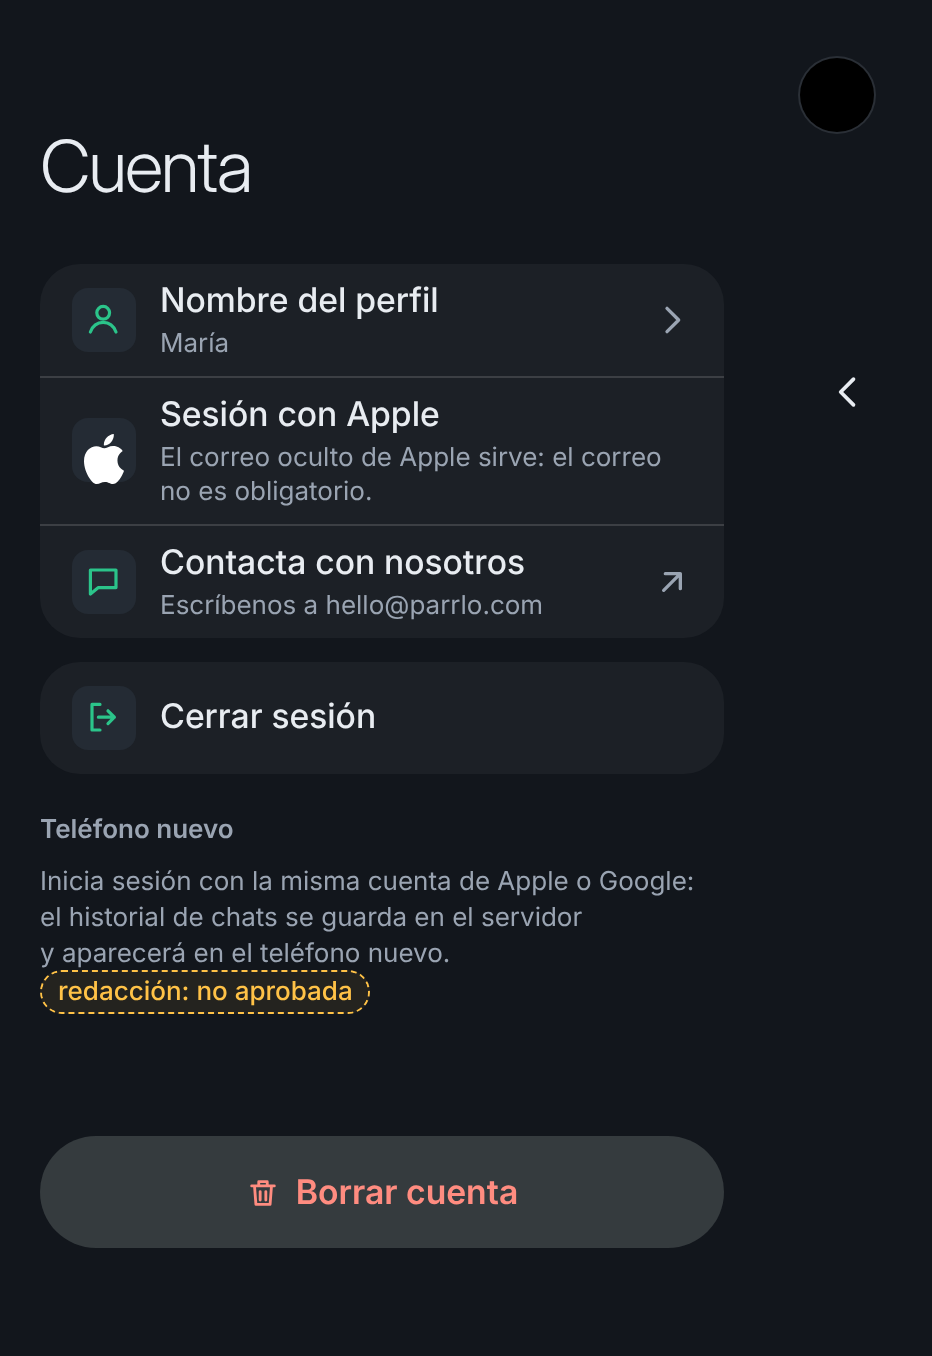 Cuenta
Nombre del perfil
María
Sesión con Apple
El correo oculto de Apple sirve: el correo
no es obligatorio.
Contacta con nosotros
Escríbenos a hello@parrlo.com
Cerrar sesión
Teléfono nuevo
Inicia sesión con la misma cuenta de Apple o Google:
el historial de chats se guarda en el servidor
y aparecerá en el teléfono nuevo.
redacción: no aprobada
Borrar cuenta